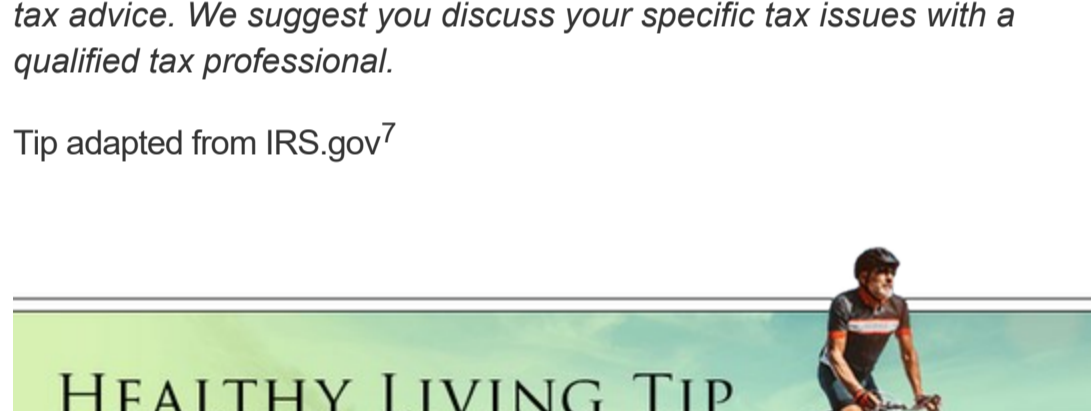 tax advice. We suggest you discuss your specific tax issues with a
qualified tax professional.
Tip adapted from IRS.gov7
HEALTHY LIVING TIP